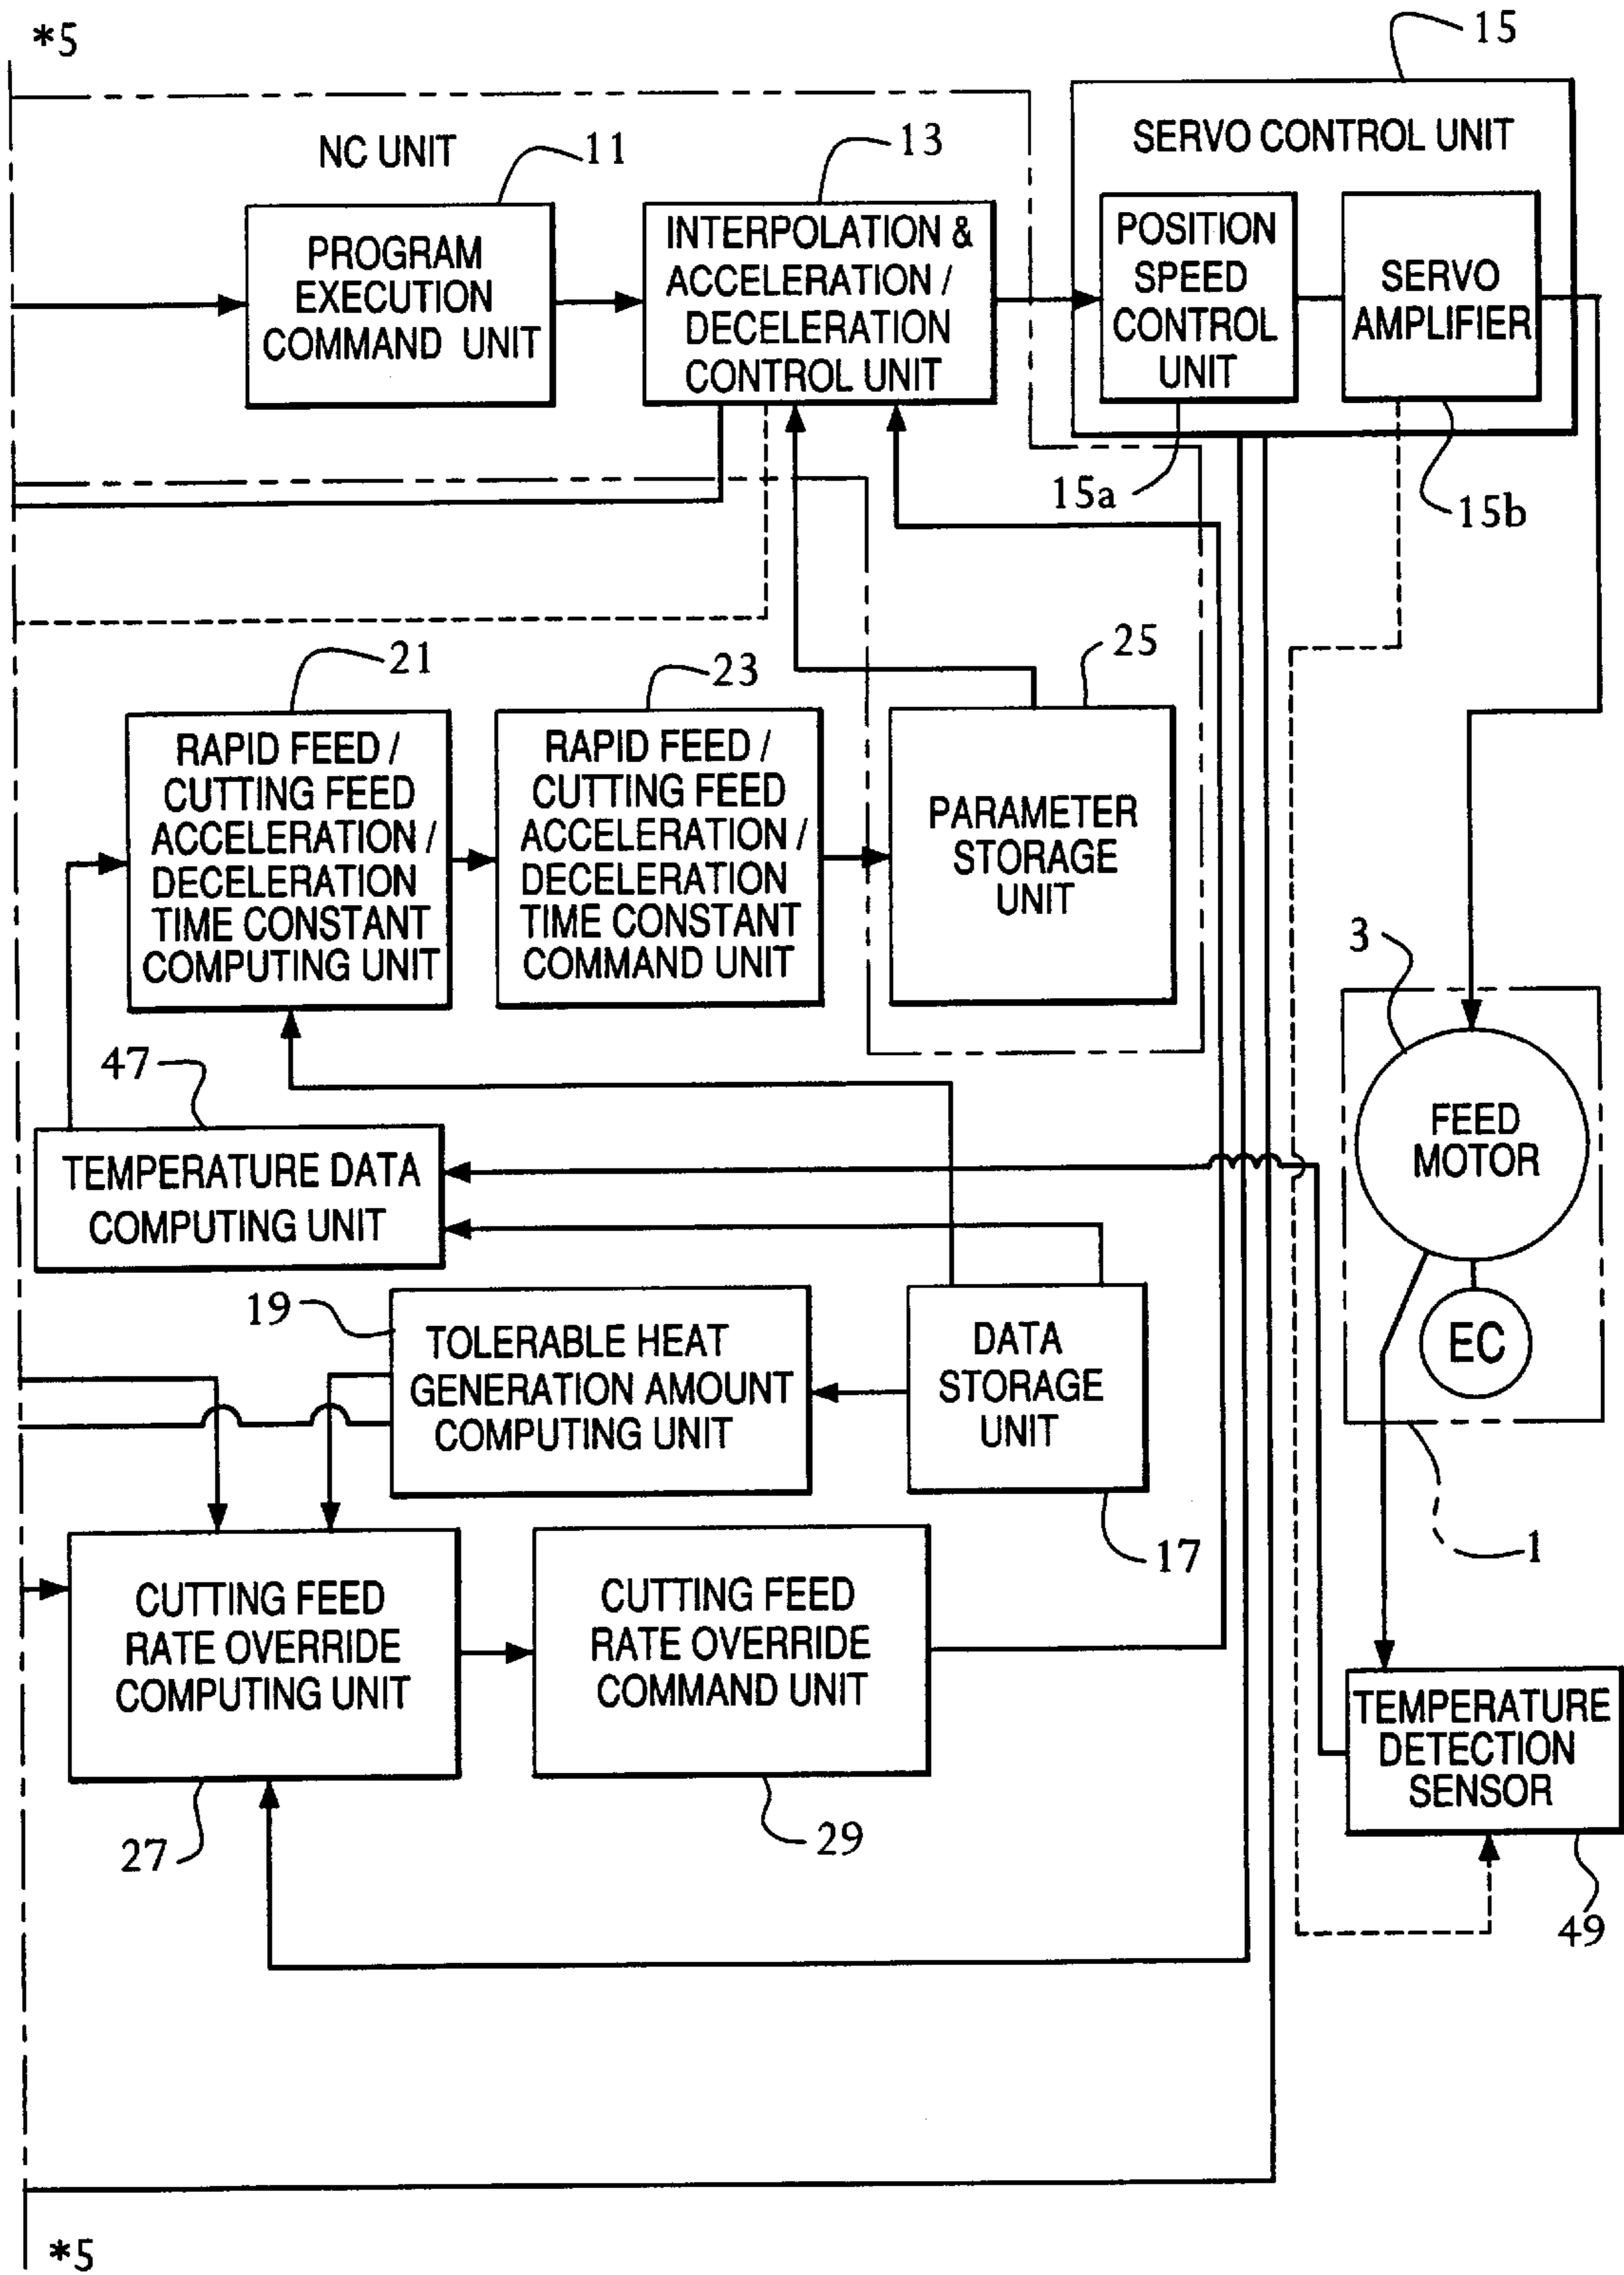 *5
15
NC UNIT
11
13
SERVO CONTROL UNIT
PROGRAM
EXECUTION
COMMAND UNIT
INTERPOLATION &
ACCELERATION /
DECELERATION
CONTROL UNIT
POSITION
SPEED
CONTROL
UNIT
SERVO
AMPLIFIER
15a
15b
21
23
25
RAPID FEED /
CUTTING FEED
ACCELERATION /
DECELERATION
TIME CONSTANT
COMPUTING UNIT
RAPID FEED /
CUTTING FEED
ACCELERATION /
DECELERATION
TIME CONSTANT
COMMAND UNIT
PARAMETER
STORAGE
UNIT
3
47
FEED
MOTOR
TEMPERATURE DATA
COMPUTING UNIT
19
TOLERABLE HEAT
GENERATION AMOUNT
COMPUTING UNIT
DATA
STORAGE
UNIT
EC
17
1
CUTTING FEED
RATE OVERRIDE
COMPUTING UNIT
CUTTING FEED
RATE OVERRIDE
COMMAND UNIT
TEMPERATURE
DETECTION
SENSOR
27
29
49
*5